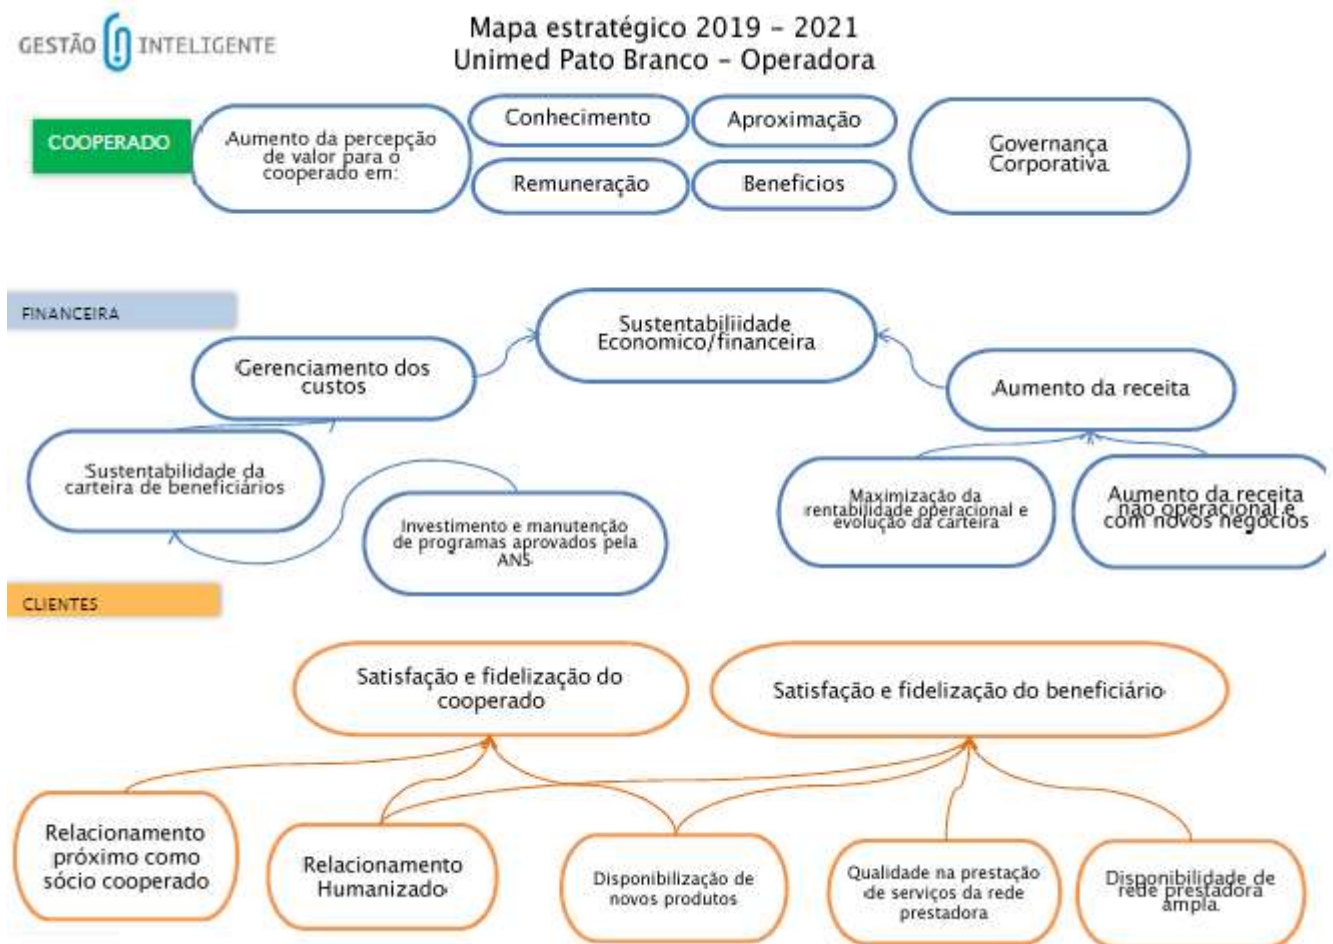 GESTÃO INTELIGENTE
Mapa estratégico 2019 – 2021
Unimed Pato Branco – Operadora
COOPERADO
Aumento da percepção
de valor para o
cooperado em:
Conhecimento
Aproximação
Remuneração
Beneficios
Governança
Corporativa
FINANCEIRA
Sustentabiliidade
Economico/financeira
Gerenciamento dos
custos
Aumento da receita
Sustentabilidade da
carteira de beneficiários
Investimento e manutenção
de programas aprovados pela
ANS
Maximização da
rentabilidade operacional e
evolução da carteira
Aumento da receita
não operacional e
com novos negócios
CLIENTES
Satisfação e fidelização do
cooperado
Satisfação e fidelização do beneficiário
Relacionamento
próximo como
sócio cooperado
Relacionamento
Humanizado
Disponibilização de
novos produtos
Qualidade na prestação
de serviços da rede
prestadora
Disponibilidade de
rede prestadora
ampla.